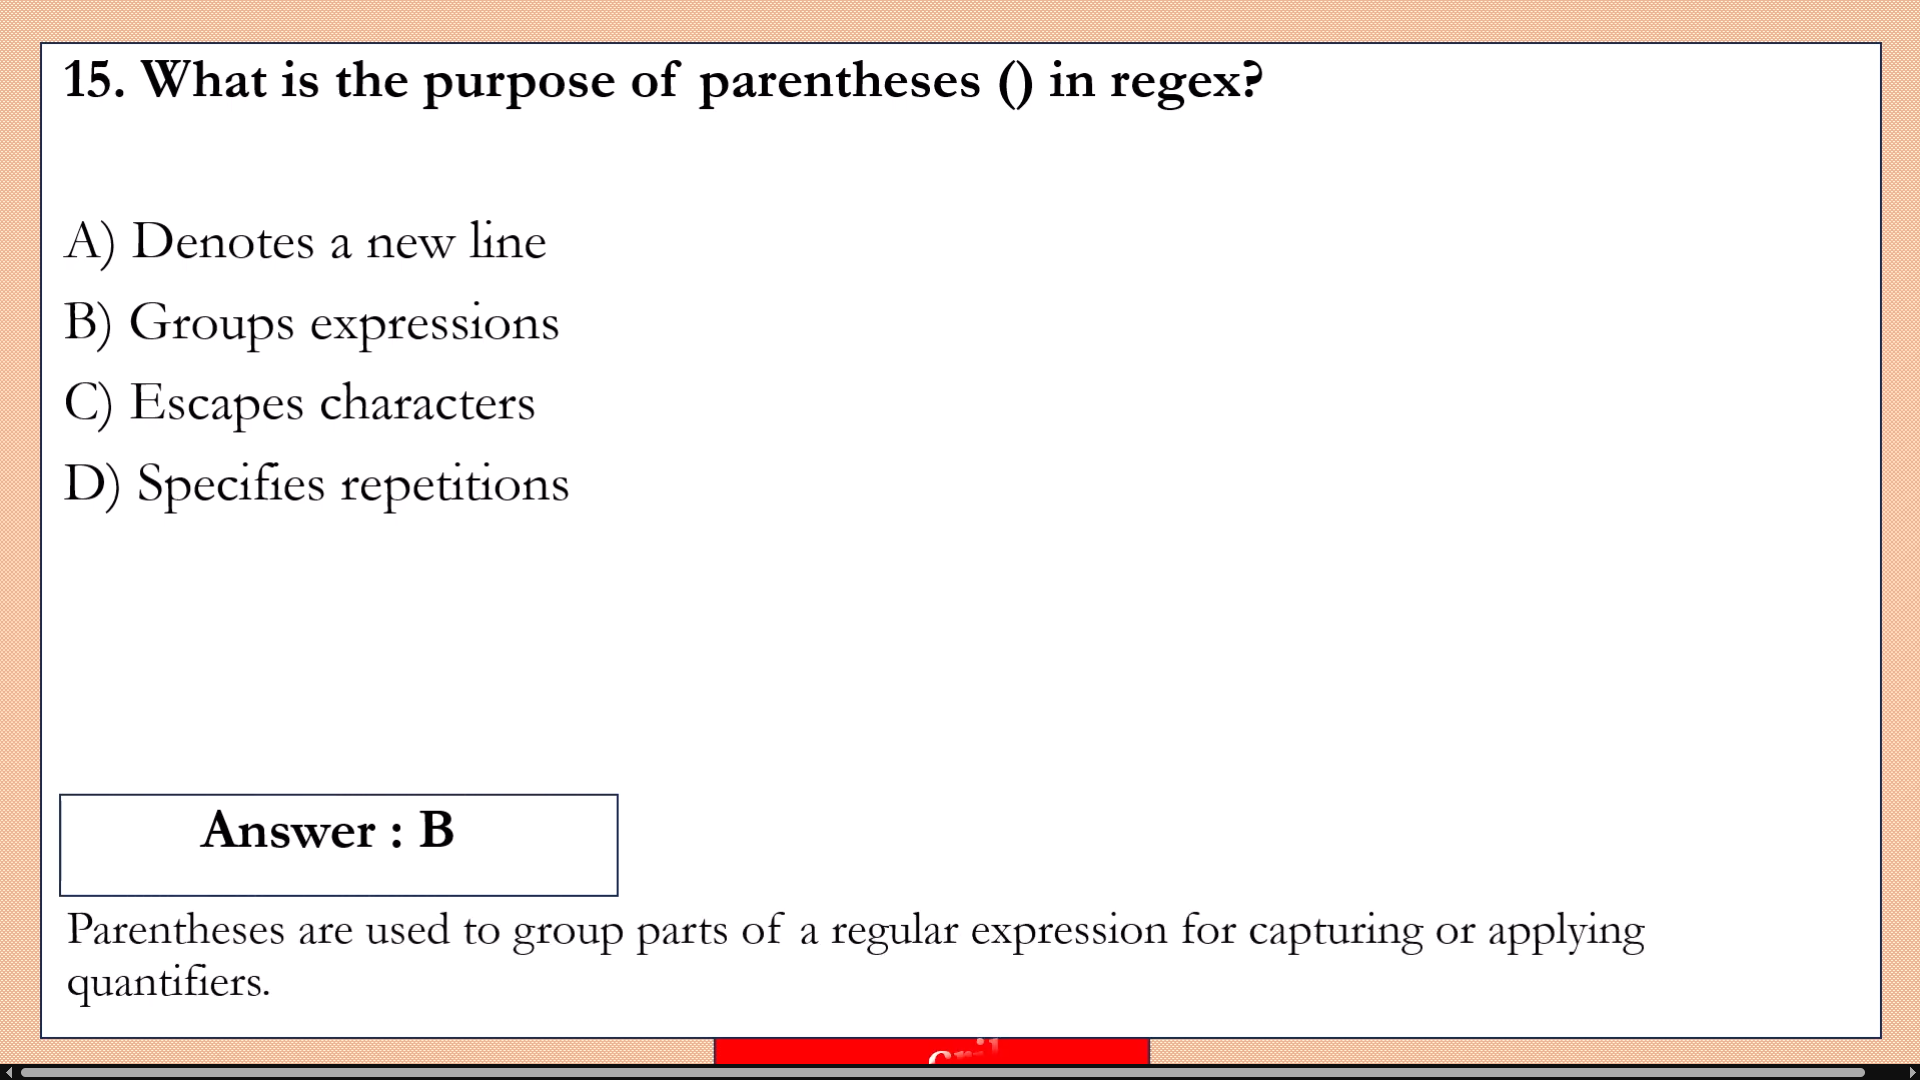 15. What is the purpose of parentheses () in regex?
A) Denotes a new line
B) Groups expressions
C) Escapes characters
D) Specifies repetitions
Answer : B
Parentheses are used to group parts of a regular expression for capturing or applying
quantifiers.